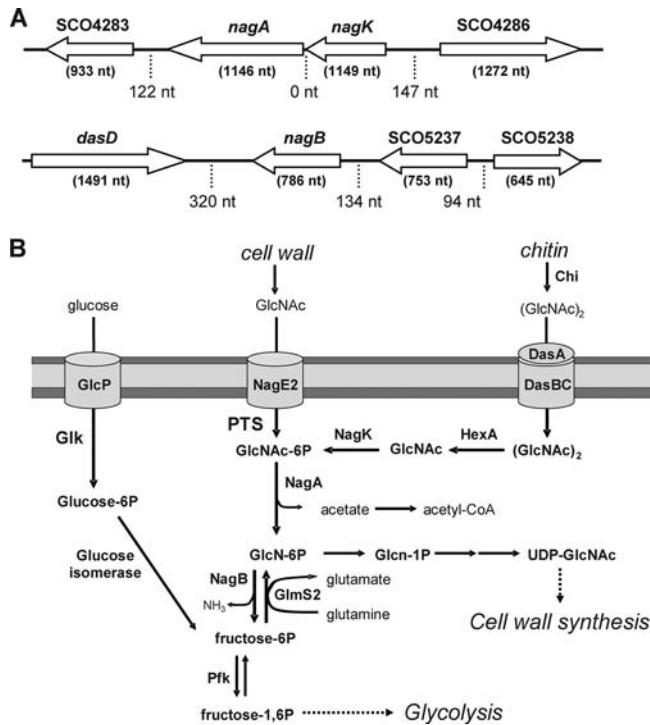 A
SCO4283 nagA nagK SCO4286
(933 nt) (1146 nt) (1149 nt) (1272 nt)
122 nt 0 nt 147 nt
dasD nagB SCO5237 SCO5238
(1491 nt) (786 nt) (753 nt) (645 nt)
320 nt 134 nt 94 nt
B
cell wall chitin
Chi
glucose GlcNAc (GlcNAc)2
DasA
GlcP NagE2 DasBC
Glk PTS NagK HexA
GlcNAc-6P GlcNAc (GlcNAc)2
Glucose-6P NagA
acetate acetyl-CoA
Glucose
isomerase
GlcN-6P Glcn-1P UDP-GlcNAc
NagB glutamate
NH3 GlmS2
glutamine
Cell wall synthesis
fructose-6P
Pfk
fructose-1,6P Glycolysis